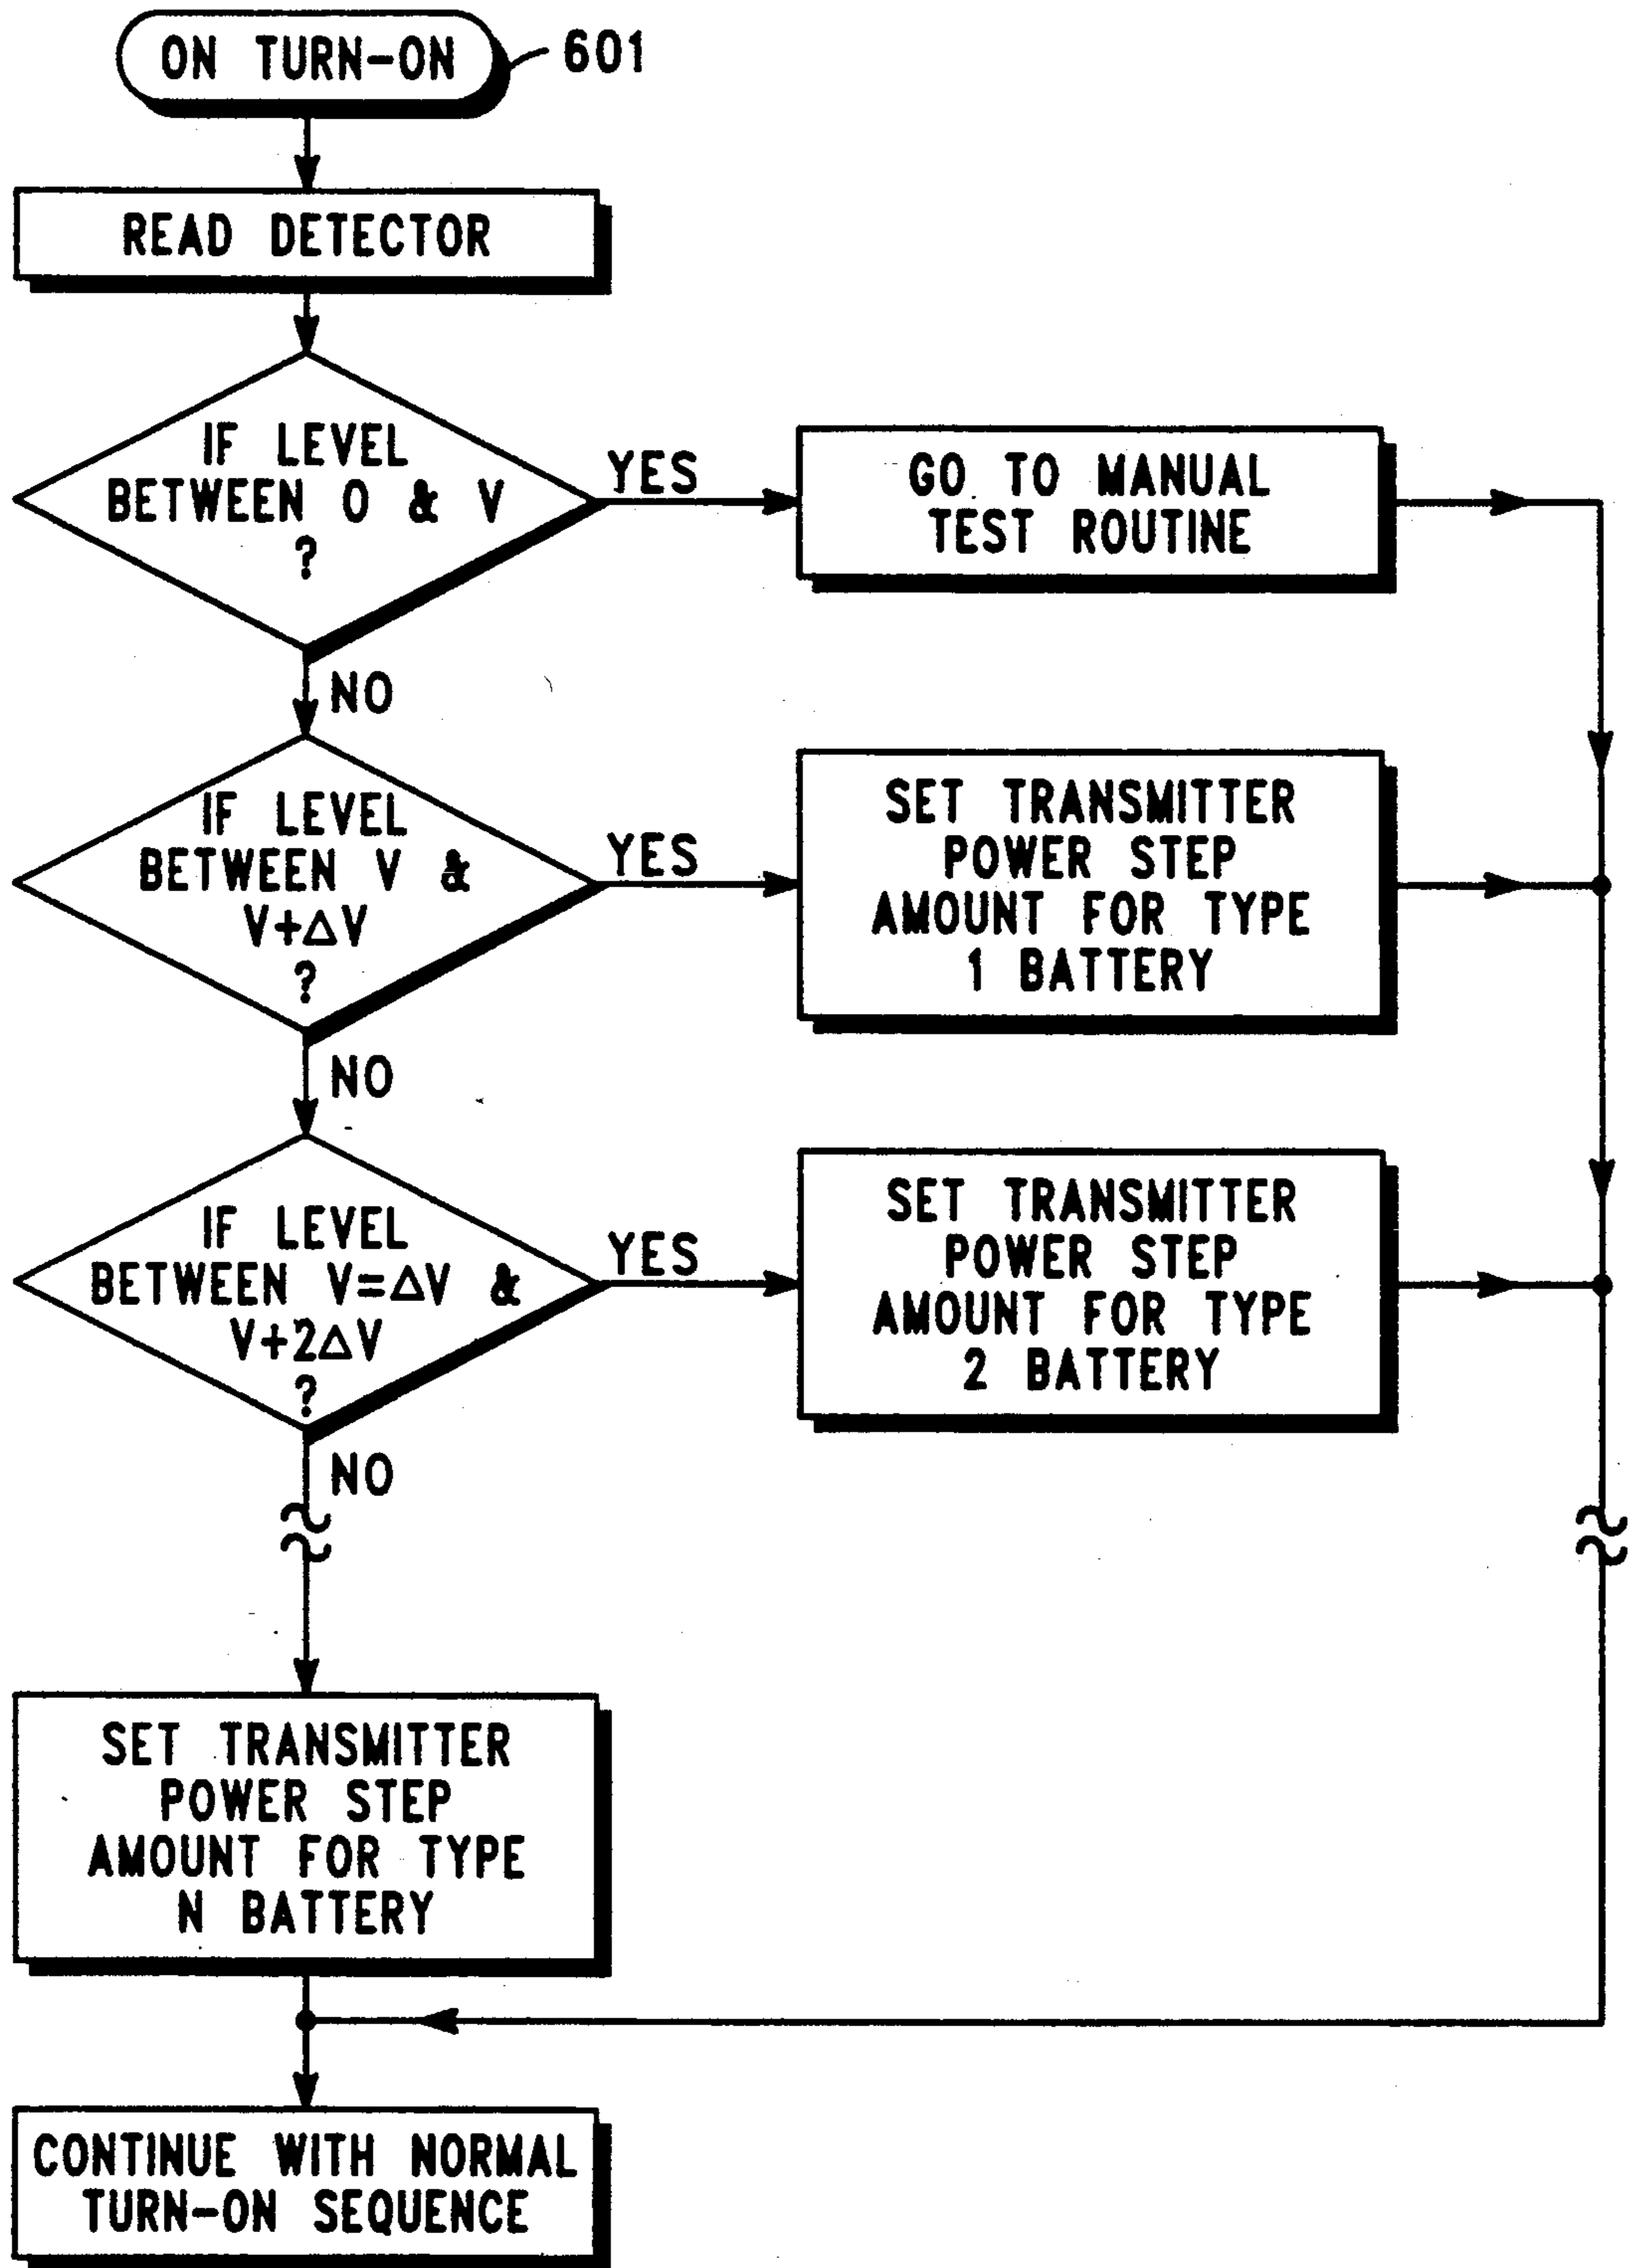 ON TURN-ON
601
READ DETECTOR
IF LEVEL
BETWEEN 0 & V
?
YES
GO TO MANUAL
TEST ROUTINE
NO
IF LEVEL
BETWEEN V &
V+△V
?
YES
SET TRANSMITTER
POWER STEP
AMOUNT FOR TYPE
1 BATTERY
NO
IF LEVEL
BETWEEN V=△V &
V+2△V
?
YES
SET TRANSMITTER
POWER STEP
AMOUNT FOR TYPE
2 BATTERY
NO
SET TRANSMITTER
POWER STEP
AMOUNT FOR TYPE
N BATTERY
CONTINUE WITH NORMAL
TURN-ON SEQUENCE